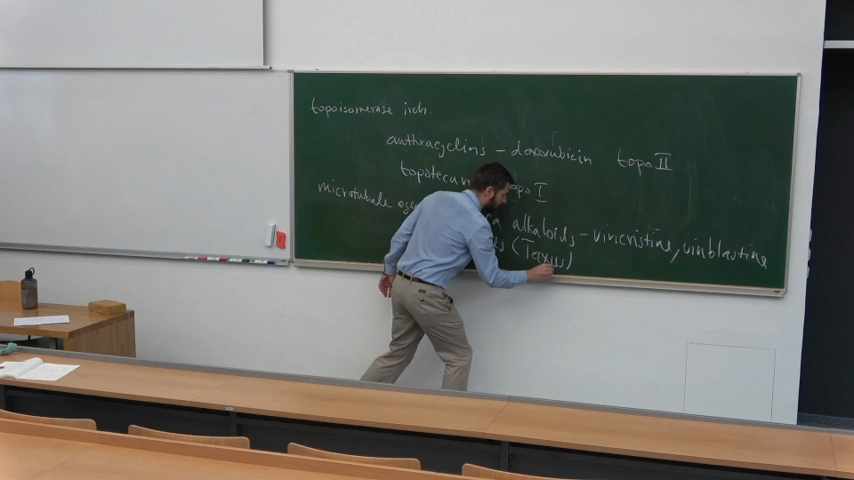 topoisomerase inh.
anthracyclins - doxorubicin topo II
topotecan topo I
microtubule alkaloids - vincristine, vinblastine
(Taxus)